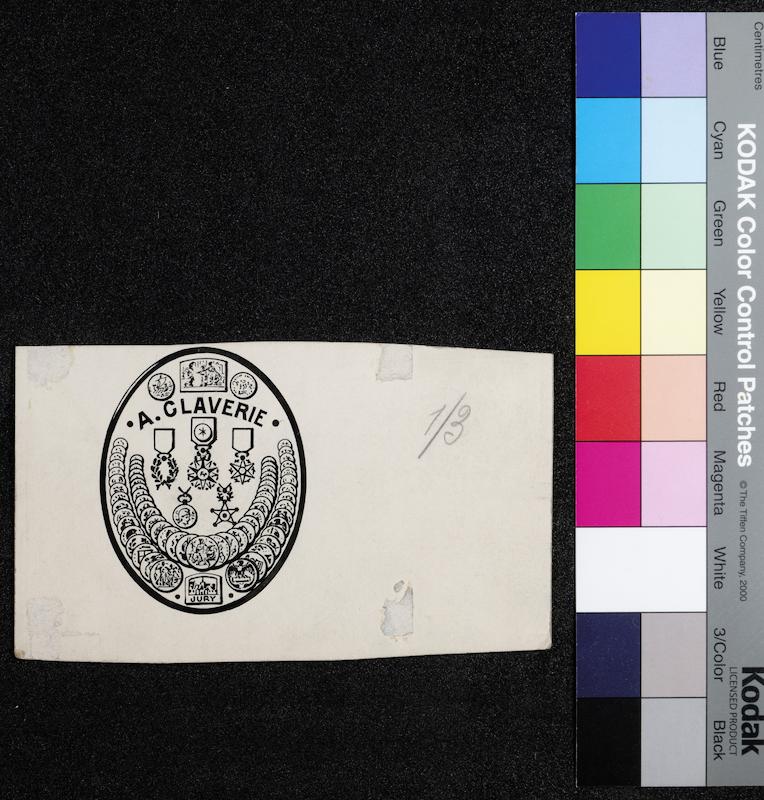 • A. CLAVERIE •
JURY
1/3
Centimetres
Blue
Cyan
Green
Yellow
Red
Magenta
White
3/Color
Black
KODAK Color Control Patches
© The Tiffen Company, 2000
Kodak
LICENSED PRODUCT